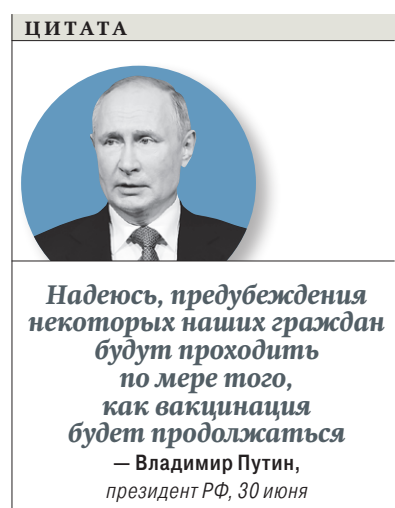 ЦИТАТА
Надеюсь, предубеждения
некоторых наших граждан
будут проходить
по мере того,
как вакцинация
будет продолжаться
— Владимир Путин,
президент РФ, 30 июня